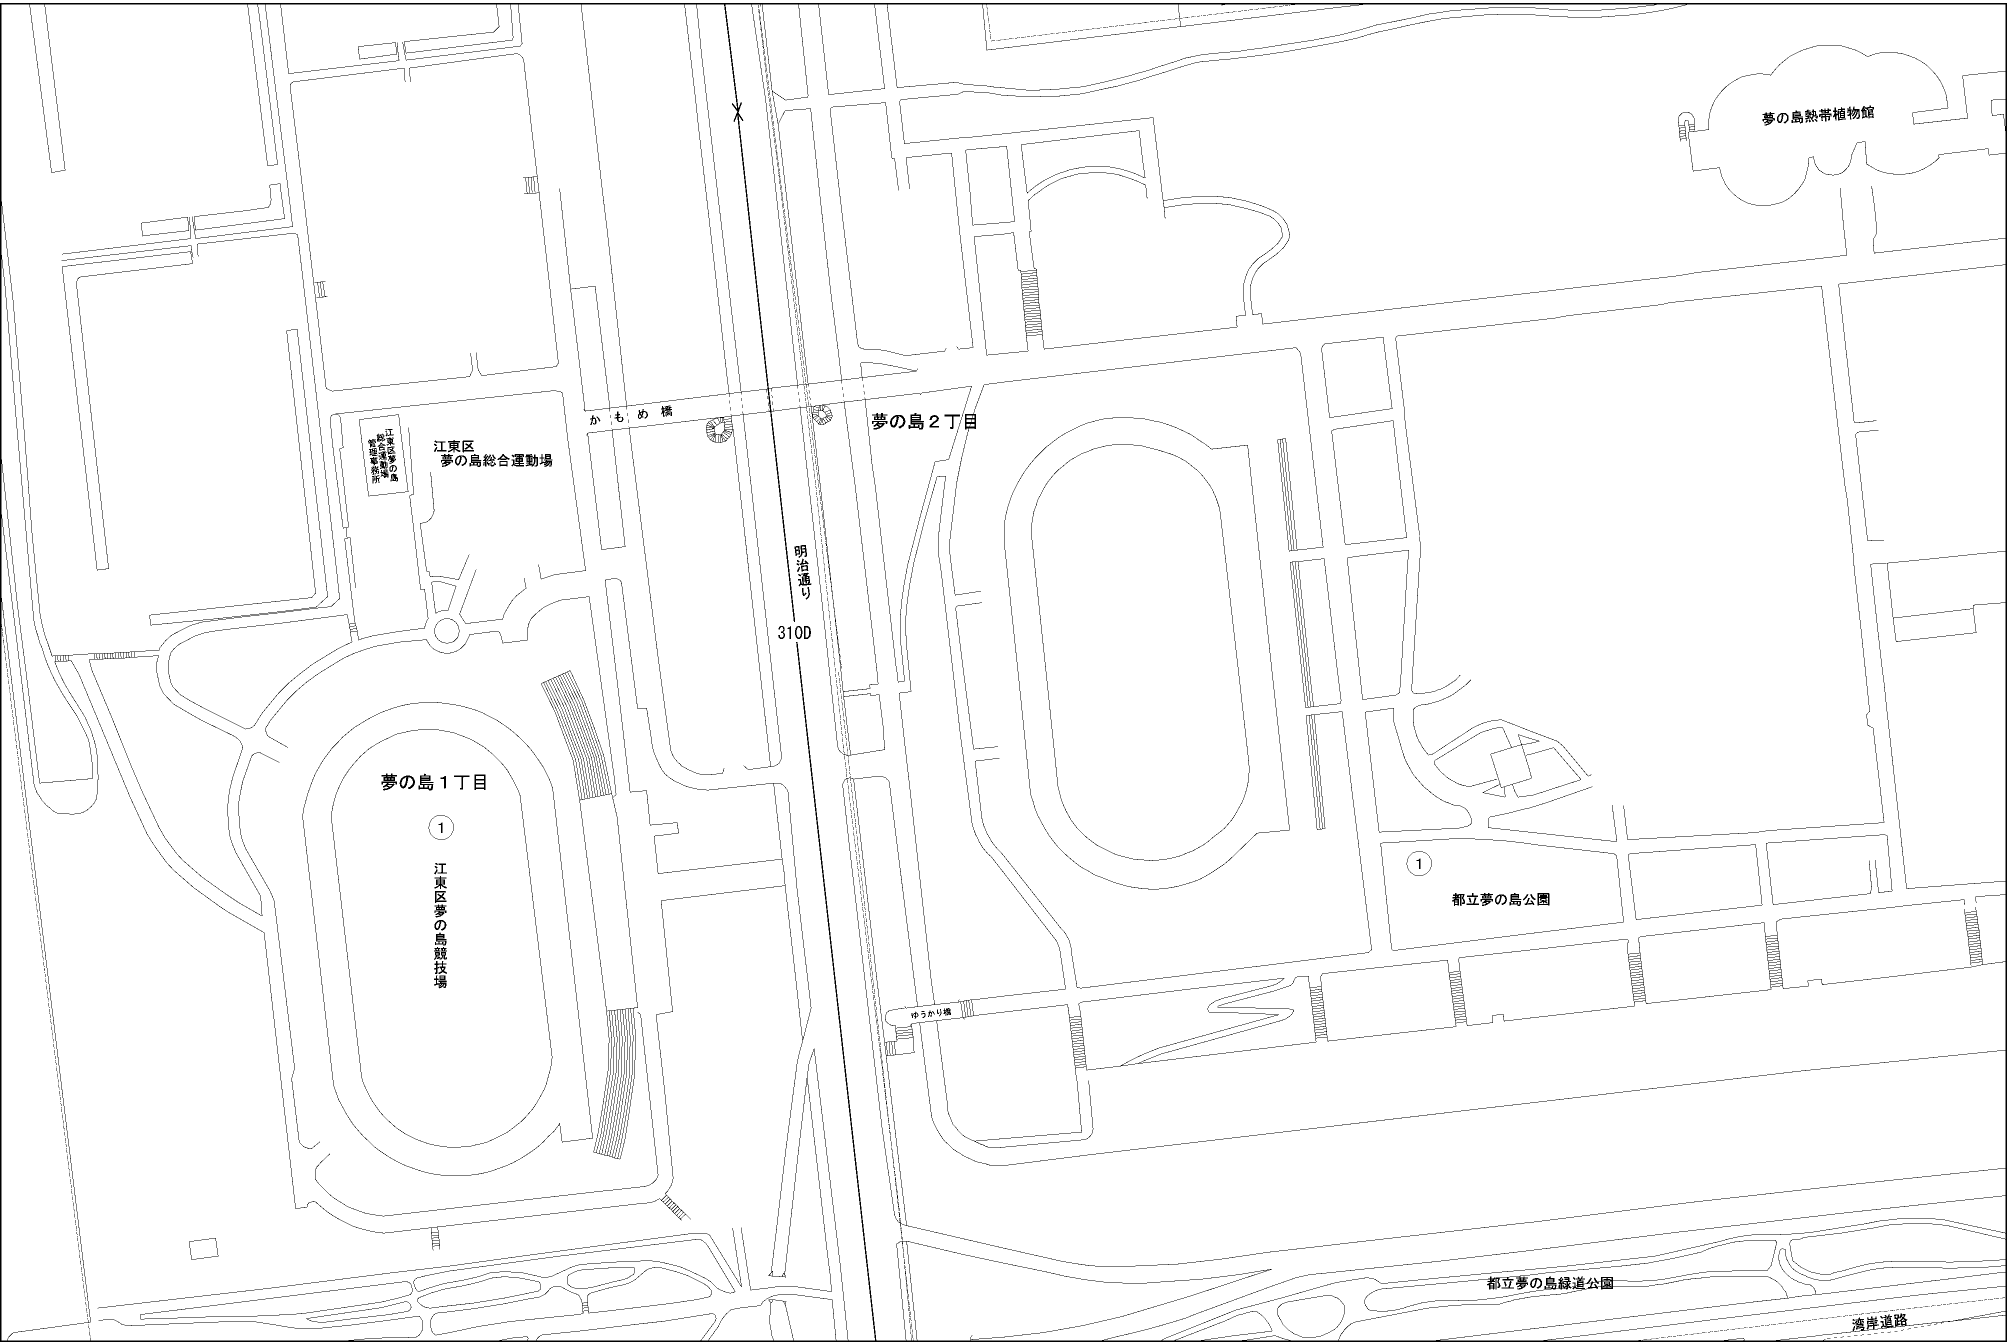 夢の島熱帯植物館
かもめ橋
夢の島２丁目
江東区夢の島
総合運動場
管理事務所
江東区
夢の島総合運動場
明治通り
310D
夢の島１丁目
1
江東区夢の島競技場
1
都立夢の島公園
ゆうかり橋
都立夢の島緑道公園
湾岸道路